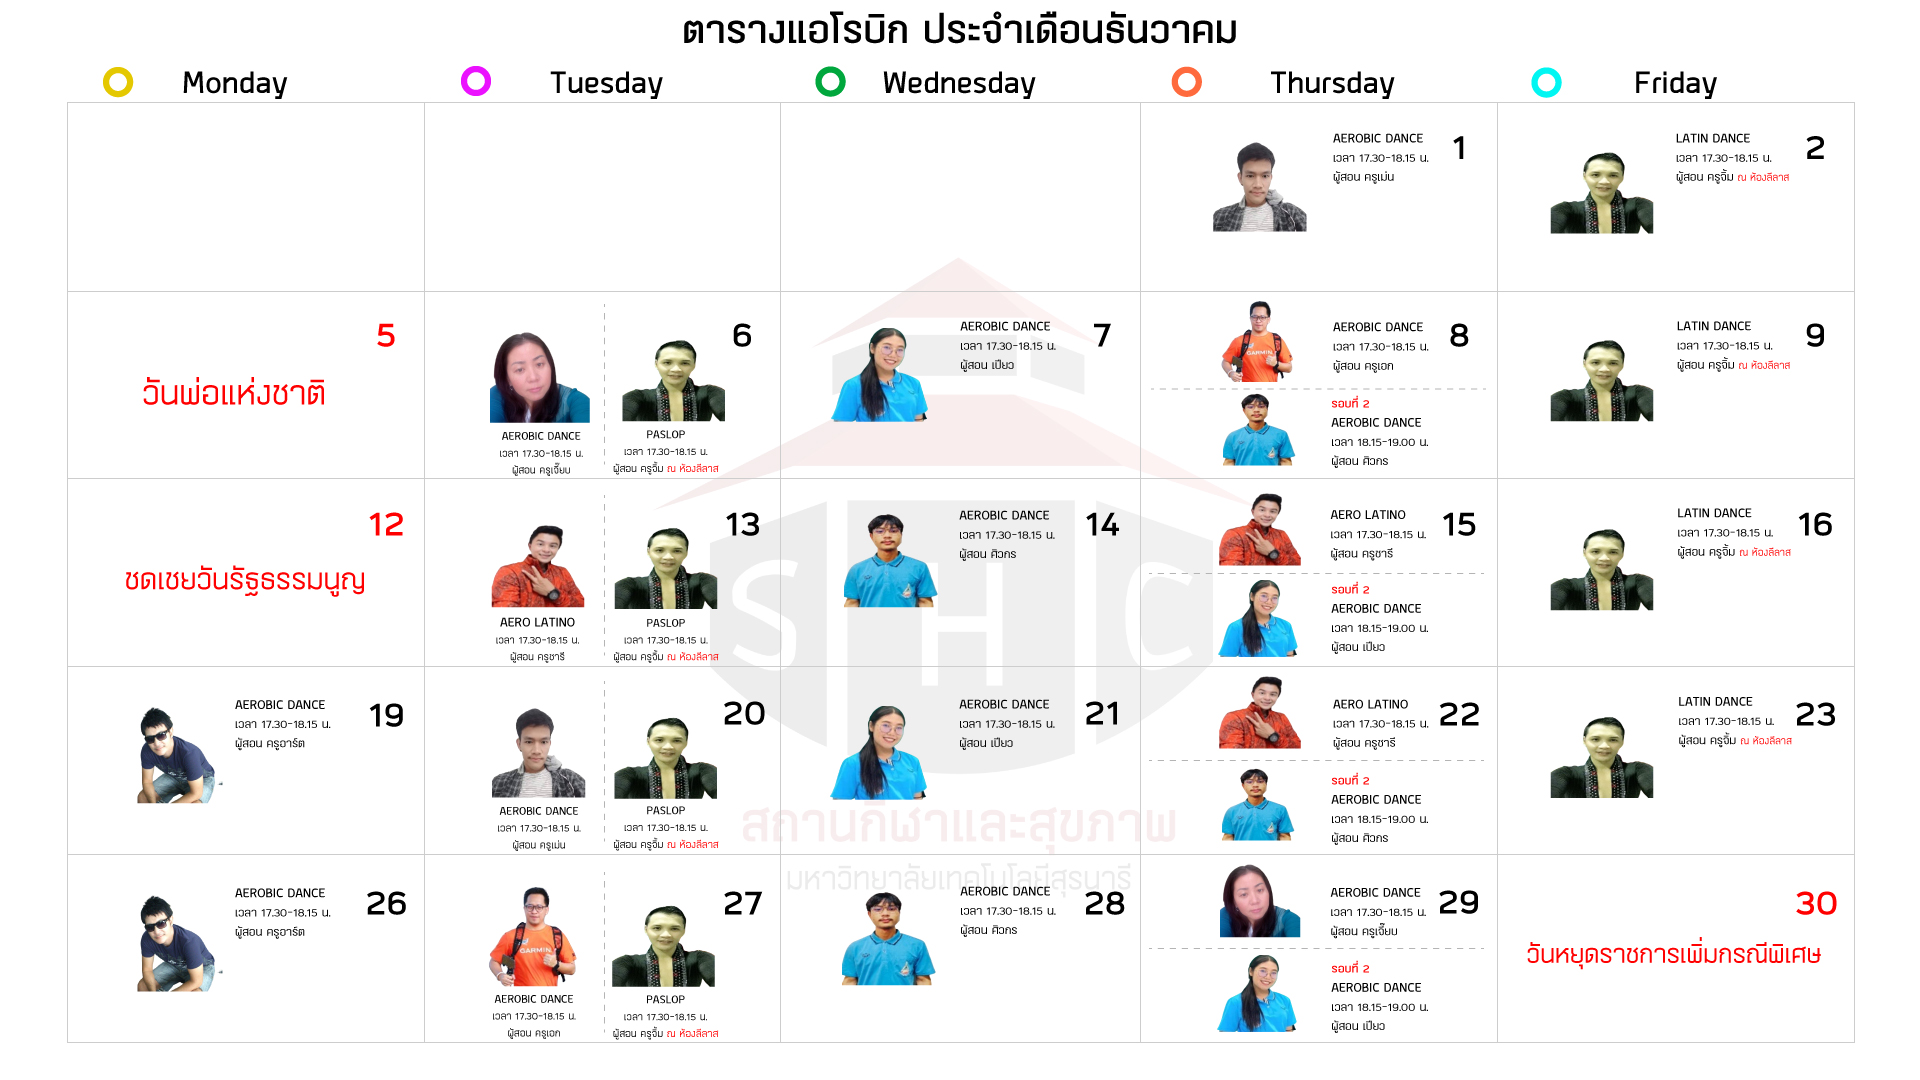 ตารางแอโรบิก ประจำเดือนธันวาคม
Monday
Tuesday
Wednesday
Thursday
Friday
AEROBIC DANCE
เวลา 17.30-18.15 น.
ผู้สอน ครูเม่น
1
LATIN DANCE
เวลา 17.30-18.15 น.
ผู้สอน ครูจิ้ม ณ ห้องลีลาส
2
5
วันพ่อแห่งชาติ
6
AEROBIC DANCE
เวลา 17.30-18.15 น.
ผู้สอน ครูเจี๊ยบ
PASLOP
เวลา 17.30-18.15 น.
ผู้สอน ครูจิ้ม ณ ห้องลีลาส
AEROBIC DANCE
เวลา 17.30-18.15 น.
ผู้สอน เปียว
7
AEROBIC DANCE
เวลา 17.30-18.15 น.
ผู้สอน ครูเอก
8
รอบที่ 2
AEROBIC DANCE
เวลา 18.15-19.00 น.
ผู้สอน ศิวกร
LATIN DANCE
เวลา 17.30-18.15 น.
ผู้สอน ครูจิ้ม ณ ห้องลีลาส
9
12
ชดเชยวันรัฐธรรมนูญ
13
AERO LATINO
เวลา 17.30-18.15 น.
ผู้สอน ครูชารี
PASLOP
เวลา 17.30-18.15 น.
ผู้สอน ครูจิ้ม ณ ห้องลีลาส
AEROBIC DANCE
เวลา 17.30-18.15 น.
ผู้สอน ศิวกร
14
AERO LATINO
เวลา 17.30-18.15 น.
ผู้สอน ครูชารี
15
รอบที่ 2
AEROBIC DANCE
เวลา 18.15-19.00 น.
ผู้สอน เปียว
LATIN DANCE
เวลา 17.30-18.15 น.
ผู้สอน ครูจิ้ม ณ ห้องลีลาส
16
SHC
AEROBIC DANCE
เวลา 17.30-18.15 น.
ผู้สอน ครูอาร์ต
19
20
AEROBIC DANCE
เวลา 17.30-18.15 น.
ผู้สอน ครูเม่น
PASLOP
เวลา 17.30-18.15 น.
ผู้สอน ครูจิ้ม ณ ห้องลีลาส
AEROBIC DANCE
เวลา 17.30-18.15 น.
ผู้สอน เปียว
21
AERO LATINO
เวลา 17.30-18.15 น.
ผู้สอน ครูชารี
22
รอบที่ 2
AEROBIC DANCE
เวลา 18.15-19.00 น.
ผู้สอน ศิวกร
LATIN DANCE
เวลา 17.30-18.15 น.
ผู้สอน ครูจิ้ม ณ ห้องลีลาส
23
สถานกีฬาและสุขภาพ
มหาวิทยาลัยเทคโนโลยีสุรนารี
AEROBIC DANCE
เวลา 17.30-18.15 น.
ผู้สอน ครูอาร์ต
26
27
AEROBIC DANCE
เวลา 17.30-18.15 น.
ผู้สอน ครูเอก
PASLOP
เวลา 17.30-18.15 น.
ผู้สอน ครูจิ้ม ณ ห้องลีลาส
AEROBIC DANCE
เวลา 17.30-18.15 น.
ผู้สอน ศิวกร
28
AEROBIC DANCE
เวลา 17.30-18.15 น.
ผู้สอน ครูเจี๊ยบ
29
รอบที่ 2
AEROBIC DANCE
เวลา 18.15-19.00 น.
ผู้สอน เปียว
30
วันหยุดราชการเพิ่มกรณีพิเศษ